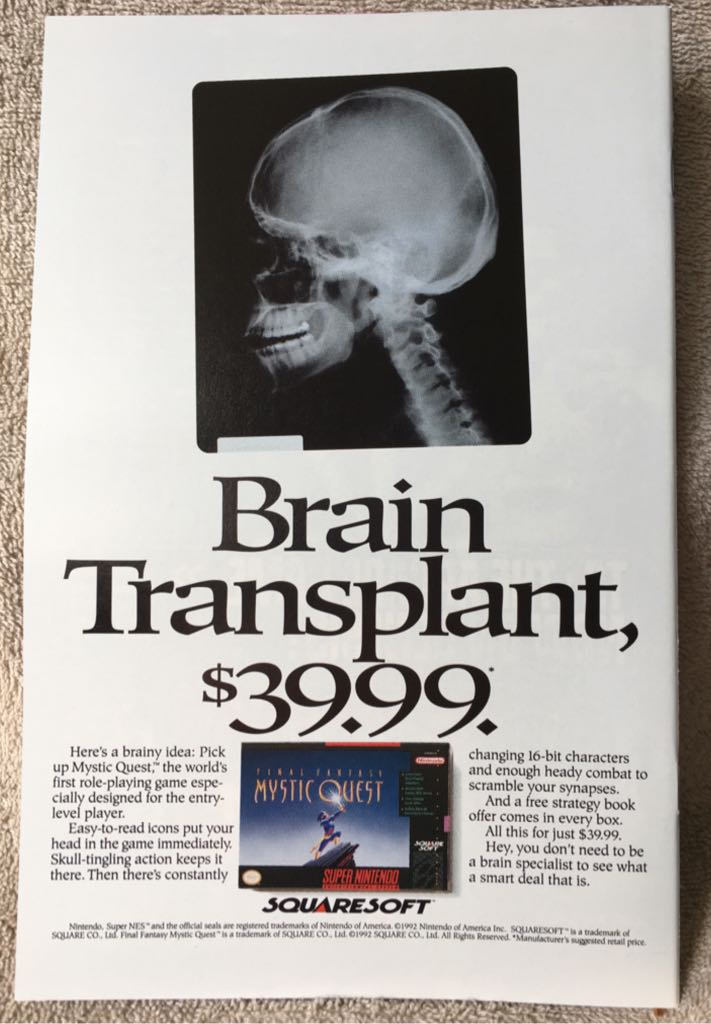 Brain
Transplant,
$39.99.*
Here's a brainy idea: Pick
up Mystic Quest,™ the world's
first role-playing game espe-
cially designed for the entry-
level player.
Easy-to-read icons put your
head in the game immediately.
Skull-tingling action keeps it
there. Then there's constantly
FINAL FANTASY
MYSTIC QUEST
Nintendo
SQUARE
SOFT
SUPER NINTENDO
changing 16-bit characters
and enough heady combat to
scramble your synapses.
And a free strategy book
offer comes in every box.
All this for just $39.99.
Hey, you don't need to be
a brain specialist to see what
a smart deal that is.
SQUARESOFT™
Nintendo, Super NES™ and the official seals are registered trademarks of Nintendo of America. ©1992 Nintendo of America Inc. SQUARESOFT™ is a trademark of
SQUARE CO., Ltd. Final Fantasy Mystic Quest™ is a trademark of SQUARE CO., Ltd. ©1992 SQUARE CO., Ltd. All Rights Reserved. *Manufacturer's suggested retail price.